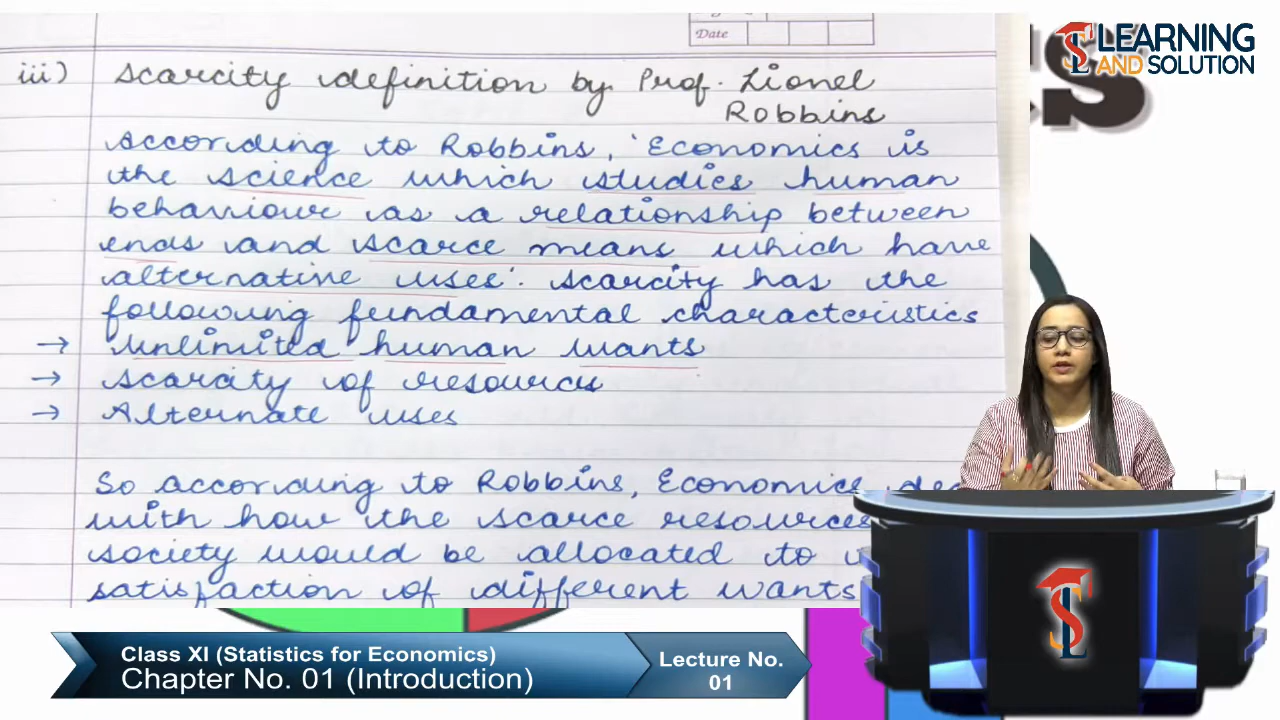 Date
LEARNING
AND SOLUTION
iii) Scarcity definition by Prof. Lionel
Robbins
According to Robbins, 'Economics is
the science which studies human
behaviour as a relationship between
ends and scarce means which have
alternative uses'. Scarcity has the
following fundamental characteristics
→ Unlimited human wants
→ Scarcity of resources
→ Alternate uses
So according to Robbins, Economics
with how the scarce resources
society would be allocated to
satisfaction of different wants
Class XI (Statistics for Economics)
Chapter No. 01 (Introduction)
Lecture No.
01